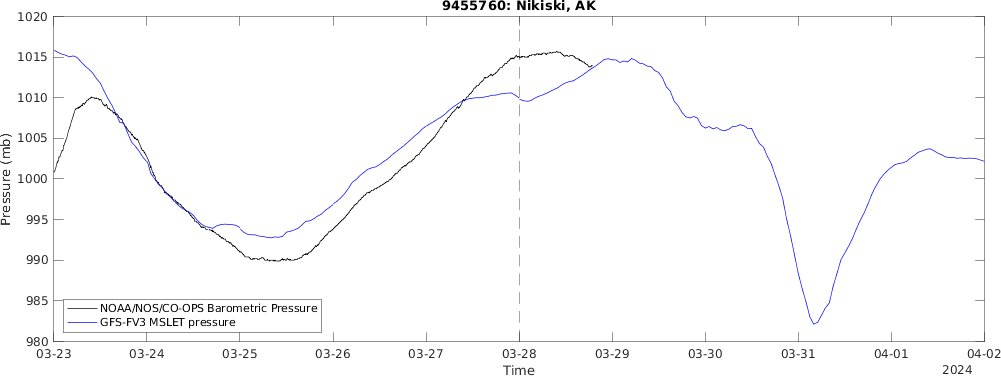 9455760: Nikiski, AK
Pressure (mb)
1020
1015
1010
1005
1000
995
990
985
980
NOAA/NOS/CO-OPS Barometric Pressure
GFS-FV3 MSLET pressure
03-23 03-24 03-25 03-26 03-27 03-28 03-29 03-30 03-31 04-01 04-02
Time
2024